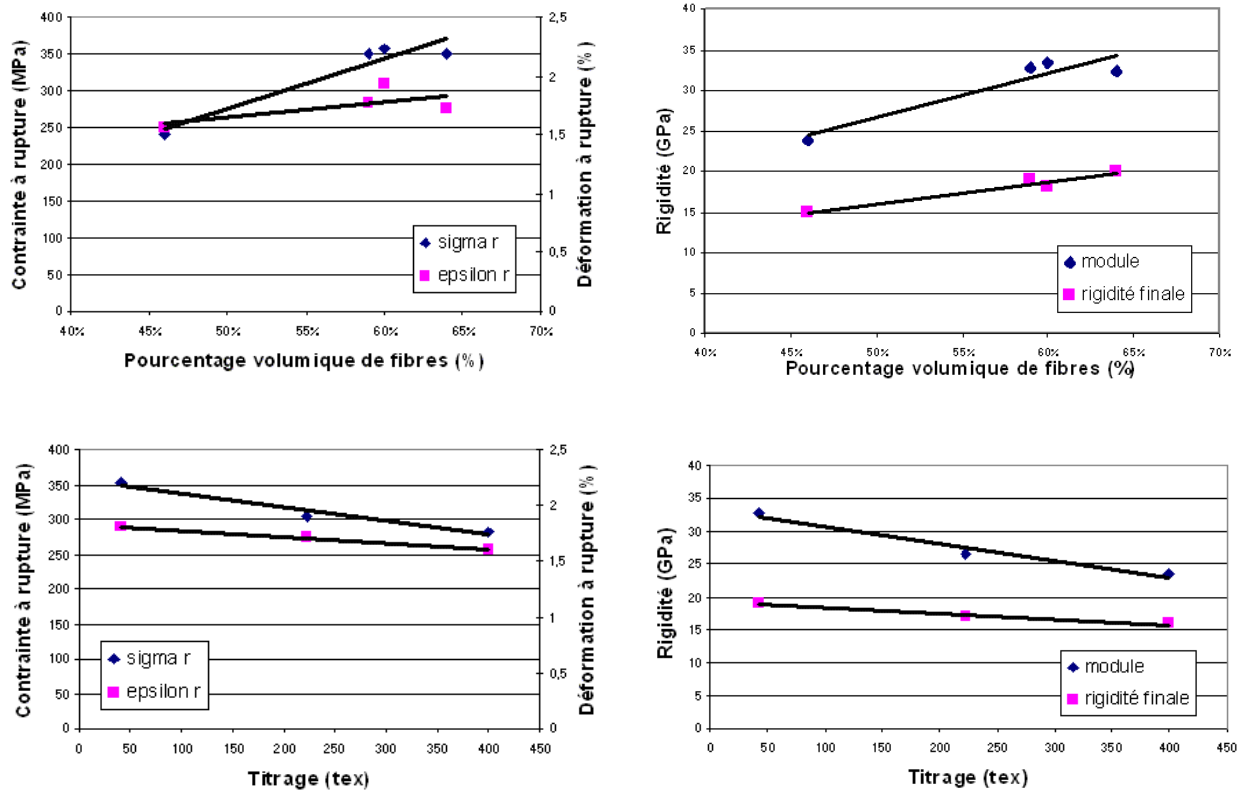 Contrainte à rupture (MPa)
400
350
300
250
200
150
100
50
0
40% 45% 50% 55% 60% 65% 70%
Pourcentage volumique de fibres (%)
2,5
2
1,5
1
0,5
0
Déformation à rupture (%)
sigma r
epsilon r
Rigidité (GPa)
40
35
30
25
20
15
10
5
0
40% 45% 50% 55% 60% 65% 70%
Pourcentage volumique de fibres (%)
module
rigidité finale
Contrainte à rupture (MPa)
400
350
300
250
200
150
100
50
0
0 50 100 150 200 250 300 350 400 450
Titrage (tex)
2,5
2
1,5
1
0,5
0
Déformation à rupture (%)
sigma r
epsilon r
Rigidité (GPa)
40
35
30
25
20
15
10
5
0
0 50 100 150 200 250 300 350 400 450
Titrage (tex)
module
rigidité finale